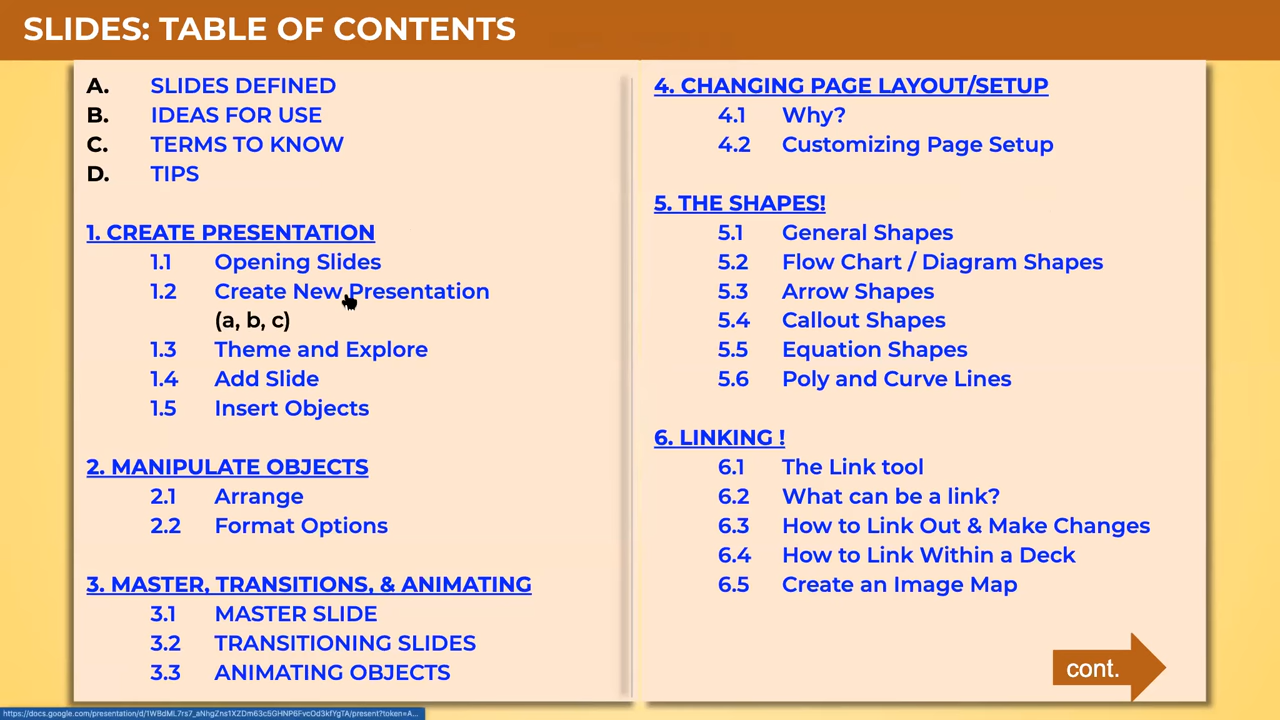 SLIDES: TABLE OF CONTENTS
A. SLIDES DEFINED
B. IDEAS FOR USE
C. TERMS TO KNOW
D. TIPS
1. CREATE PRESENTATION
1.1 Opening Slides
1.2 Create New Presentation
(a, b, c)
1.3 Theme and Explore
1.4 Add Slide
1.5 Insert Objects
2. MANIPULATE OBJECTS
2.1 Arrange
2.2 Format Options
3. MASTER, TRANSITIONS, & ANIMATING
3.1 MASTER SLIDE
3.2 TRANSITIONING SLIDES
3.3 ANIMATING OBJECTS
4. CHANGING PAGE LAYOUT/SETUP
4.1 Why?
4.2 Customizing Page Setup
5. THE SHAPES!
5.1 General Shapes
5.2 Flow Chart / Diagram Shapes
5.3 Arrow Shapes
5.4 Callout Shapes
5.5 Equation Shapes
5.6 Poly and Curve Lines
6. LINKING !
6.1 The Link tool
6.2 What can be a link?
6.3 How to Link Out & Make Changes
6.4 How to Link Within a Deck
6.5 Create an Image Map
cont.